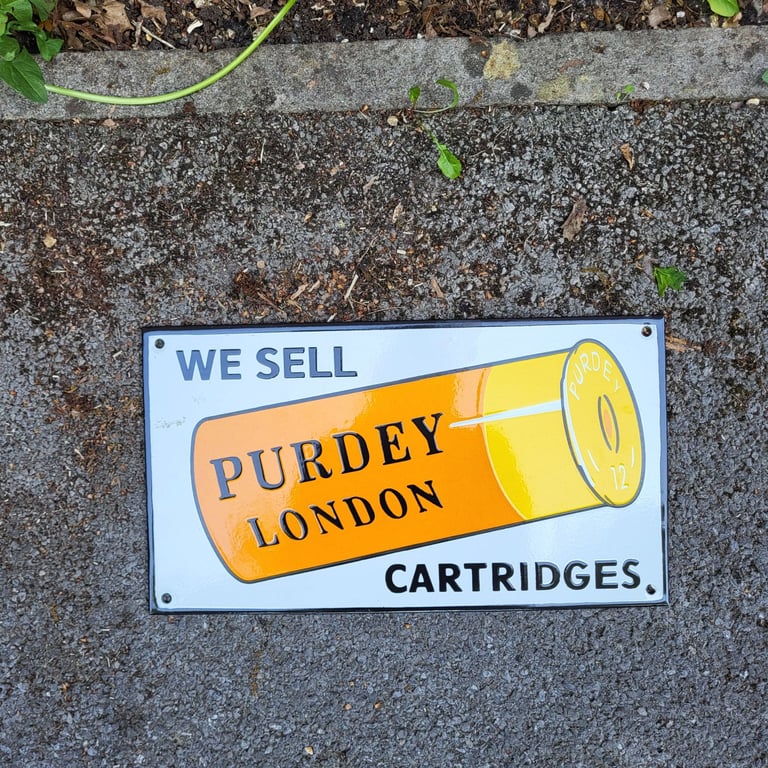 WE SELL
PURDEY
LONDON
PURDEY
12
CARTRIDGES